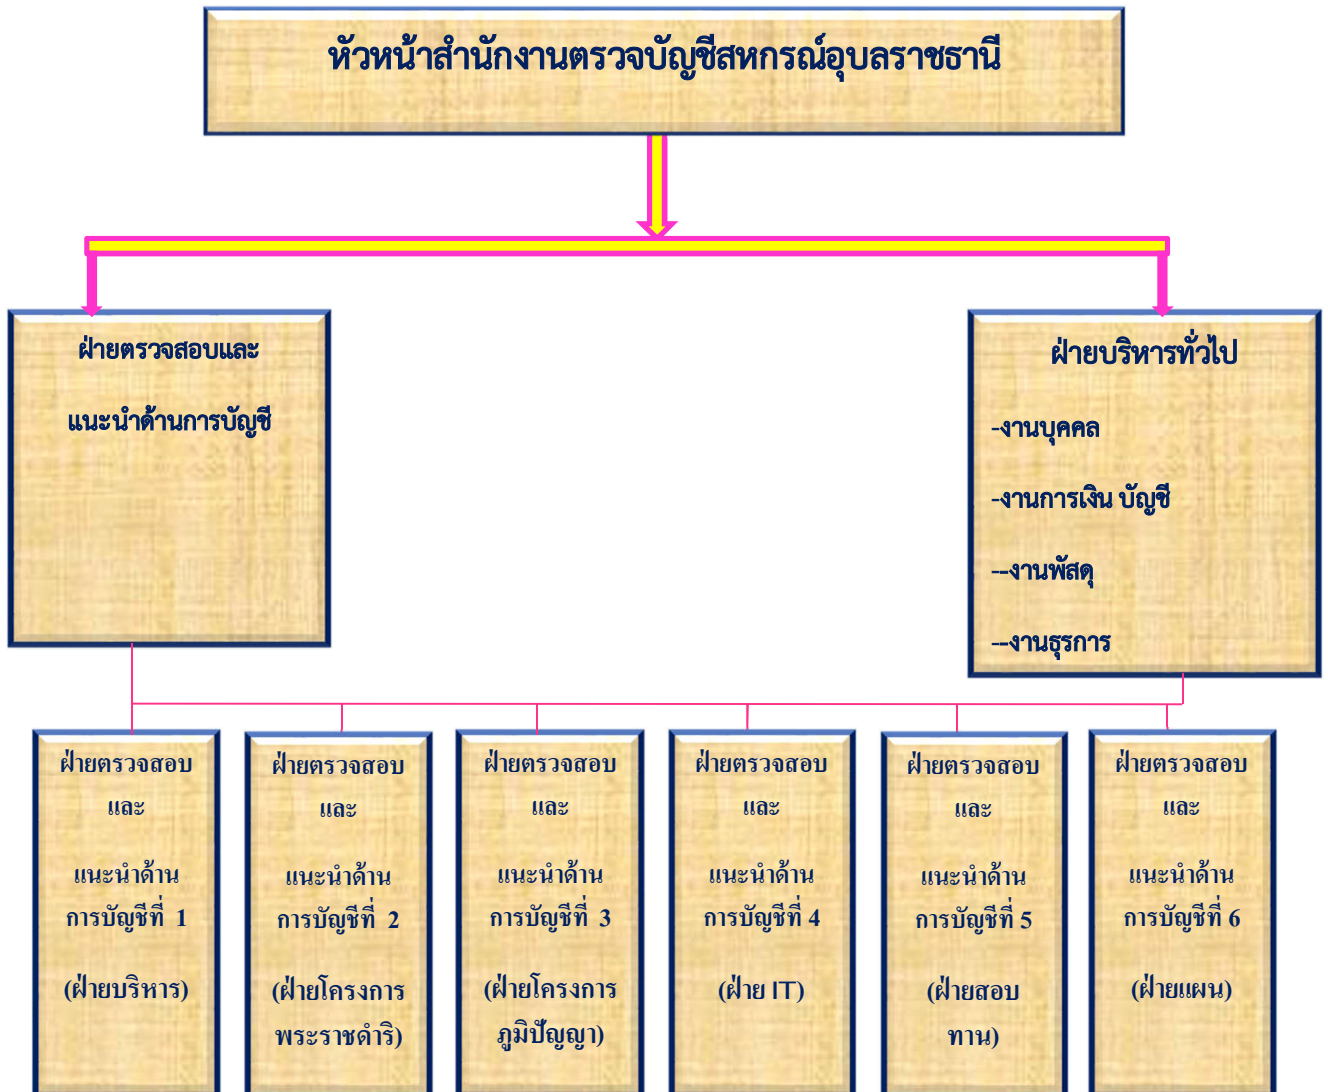 หัวหน้าสำนักงานตรวจบัญชีสหกรณ์อุบลราชธานี
ฝ่ายตรวจสอบและ
แนะนำด้านการบัญชี
ฝ่ายบริหารทั่วไป
-งานบุคคล
-งานการเงิน บัญชี
--งานพัสดุ
--งานธุรการ
ฝ่ายตรวจสอบ
และ
แนะนำด้าน
การบัญชีที่ 1
(ฝ่ายบริหาร)
ฝ่ายตรวจสอบ
และ
แนะนำด้าน
การบัญชีที่ 2
(ฝ่ายโครงการ
พระราชดำริ)
ฝ่ายตรวจสอบ
และ
แนะนำด้าน
การบัญชีที่ 3
(ฝ่ายโครงการ
ภูมิปัญญา)
ฝ่ายตรวจสอบ
และ
แนะนำด้าน
การบัญชีที่ 4
(ฝ่าย IT)
ฝ่ายตรวจสอบ
และ
แนะนำด้าน
การบัญชีที่ 5
(ฝ่ายสอบ
ทาน)
ฝ่ายตรวจสอบ
และ
แนะนำด้าน
การบัญชีที่ 6
(ฝ่ายแผน)